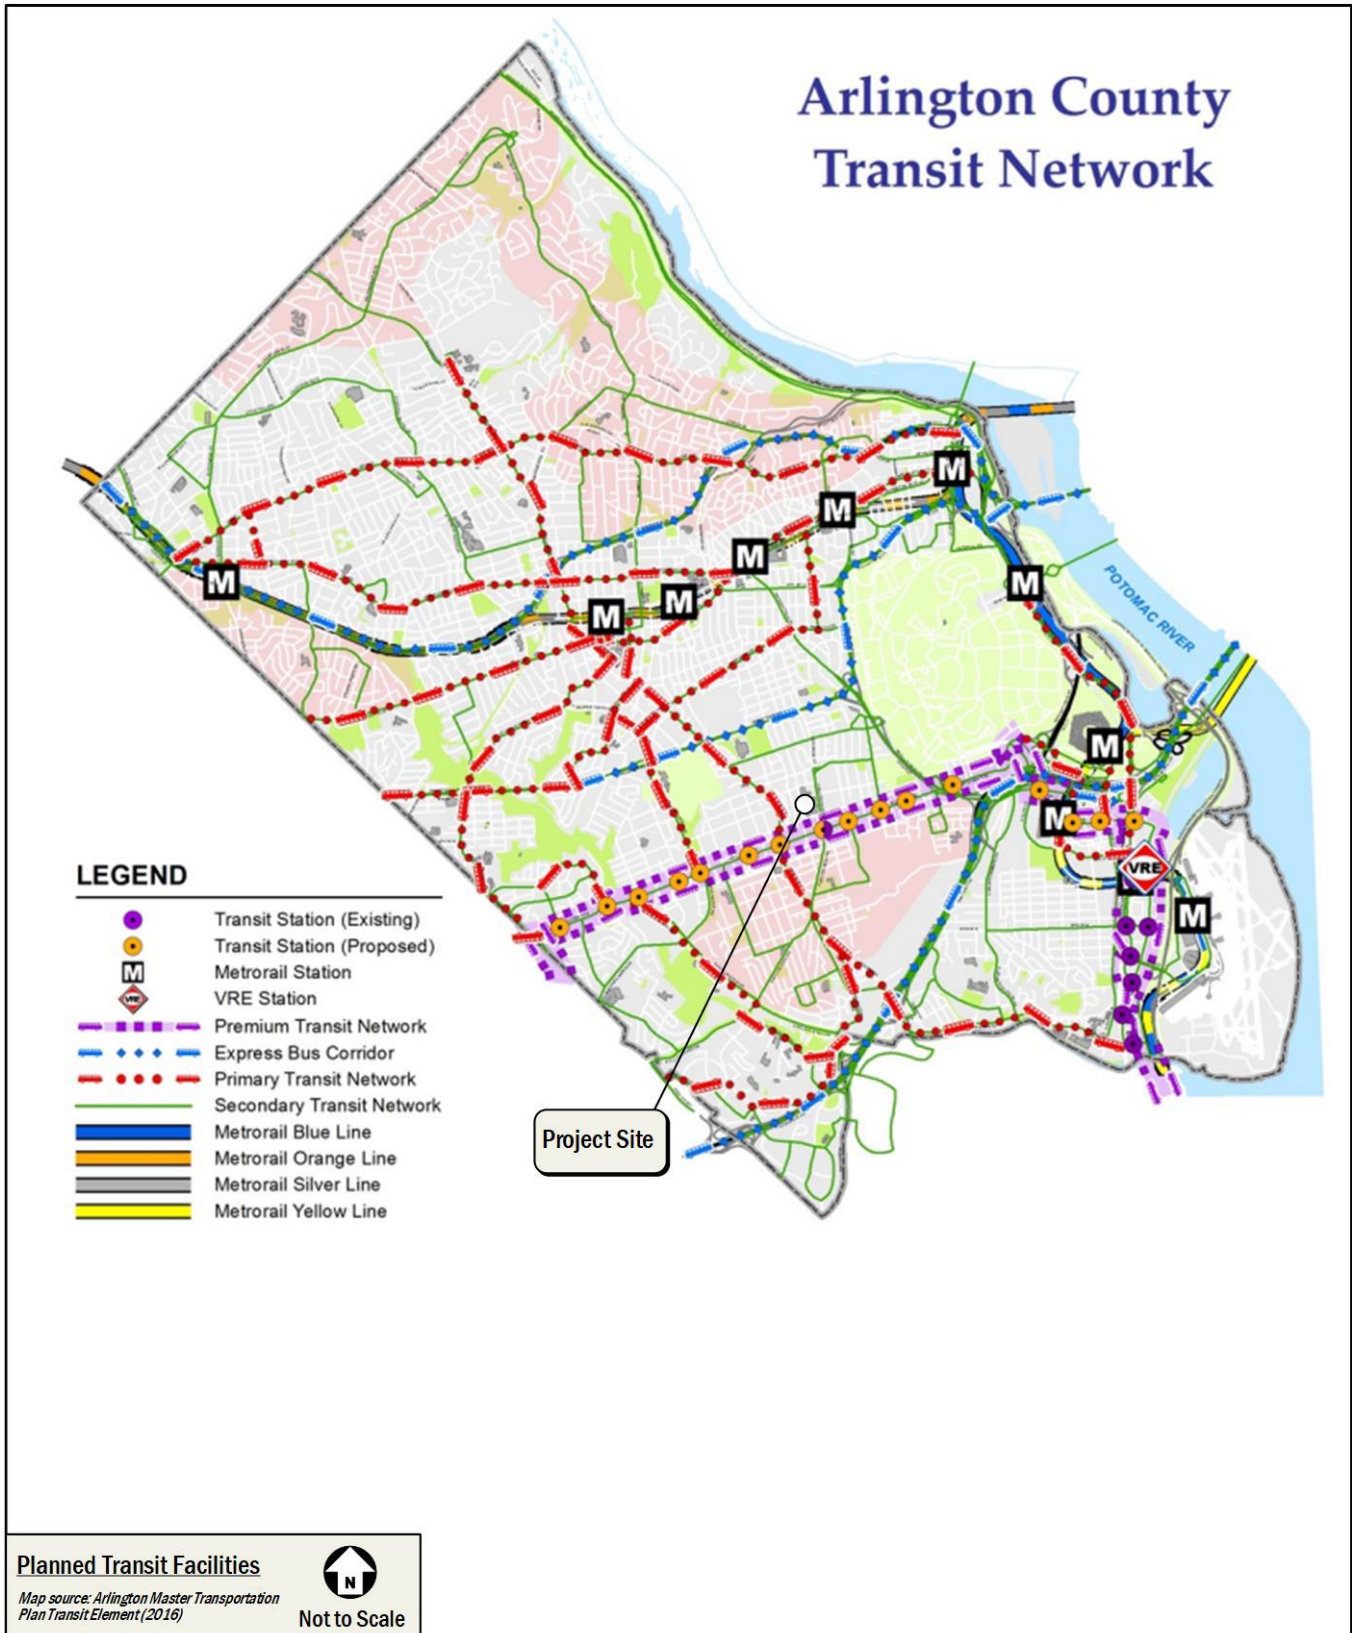 Arlington County
Transit Network
M
M
M
M
M
M
M
POTOMAC RIVER
M
M
VRE
M
LEGEND
Transit Station (Existing)
Transit Station (Proposed)
M Metrorail Station
VRE VRE Station
Premium Transit Network
Express Bus Corridor
Primary Transit Network
Secondary Transit Network
Metrorail Blue Line
Metrorail Orange Line
Metrorail Silver Line
Metrorail Yellow Line
Project Site
Planned Transit Facilities
Map source: Arlington Master Transportation
Plan Transit Element (2016)
N
Not to Scale